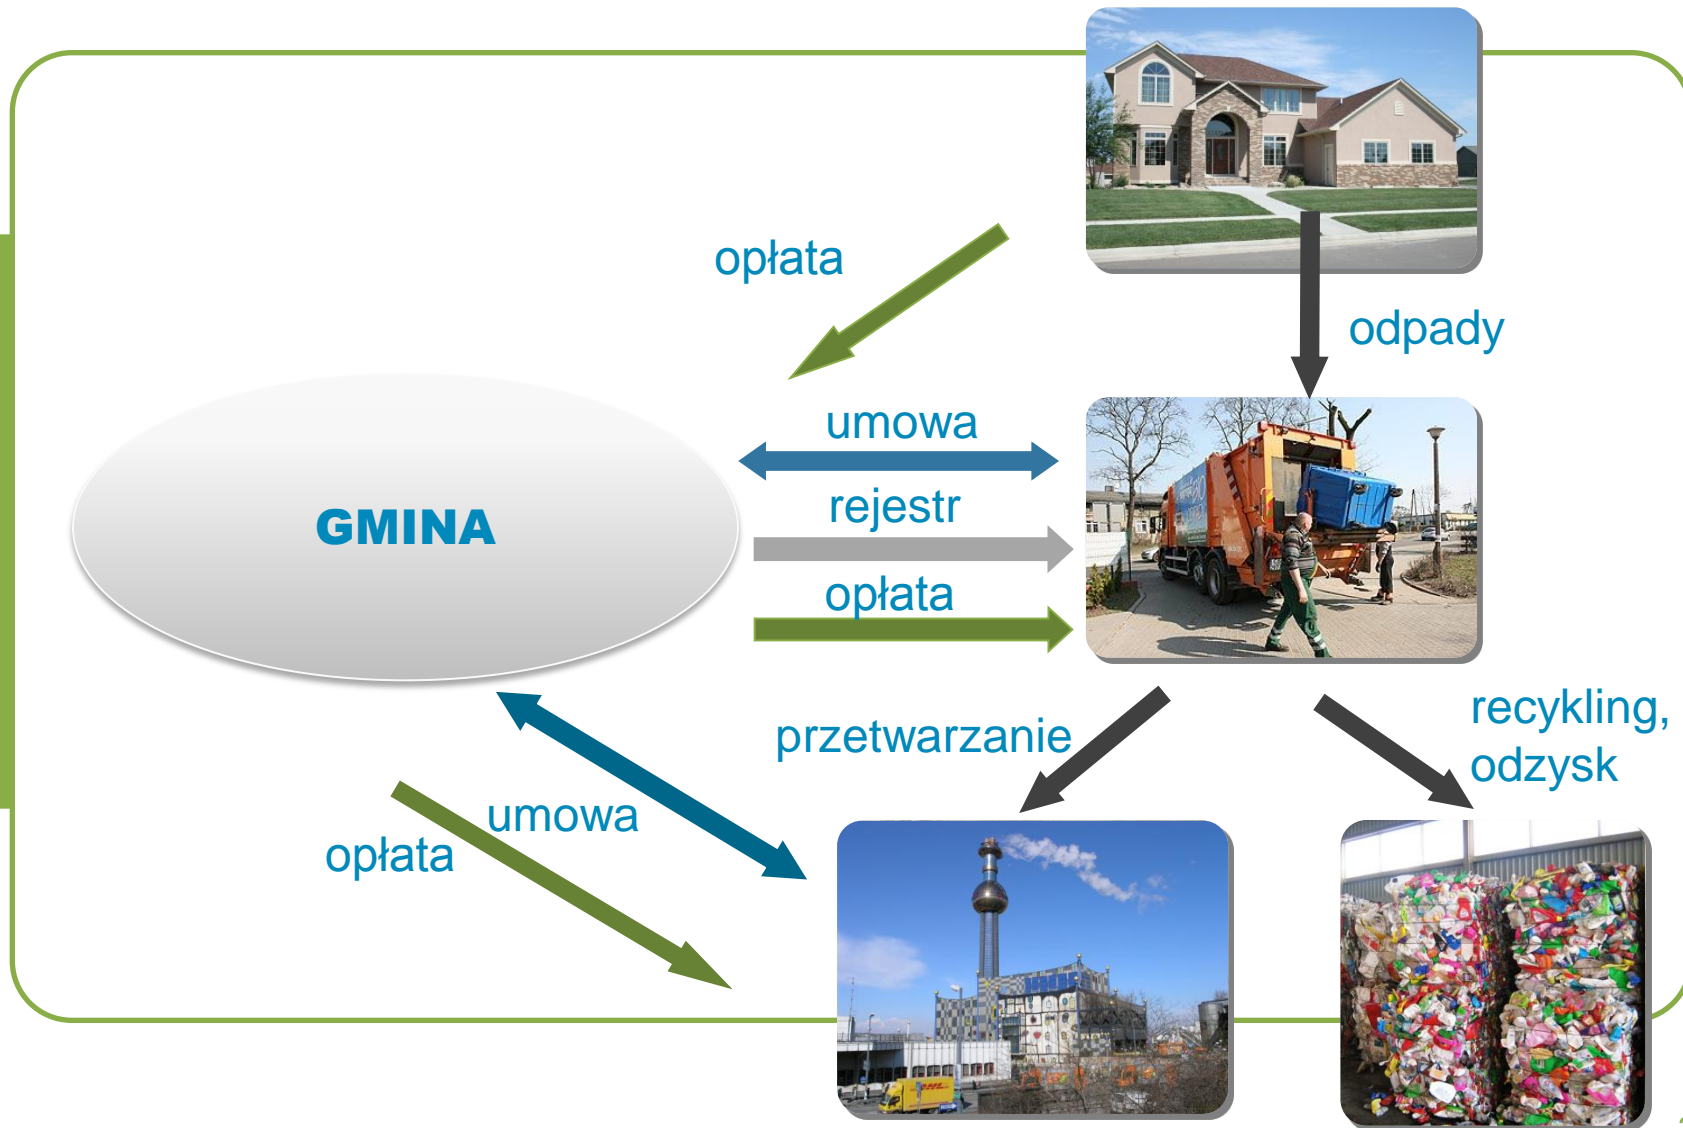 opłata
odpady
umowa
GMINA
rejestr
opłata
przetwarzanie
recykling,
odzysk
umowa
opłata